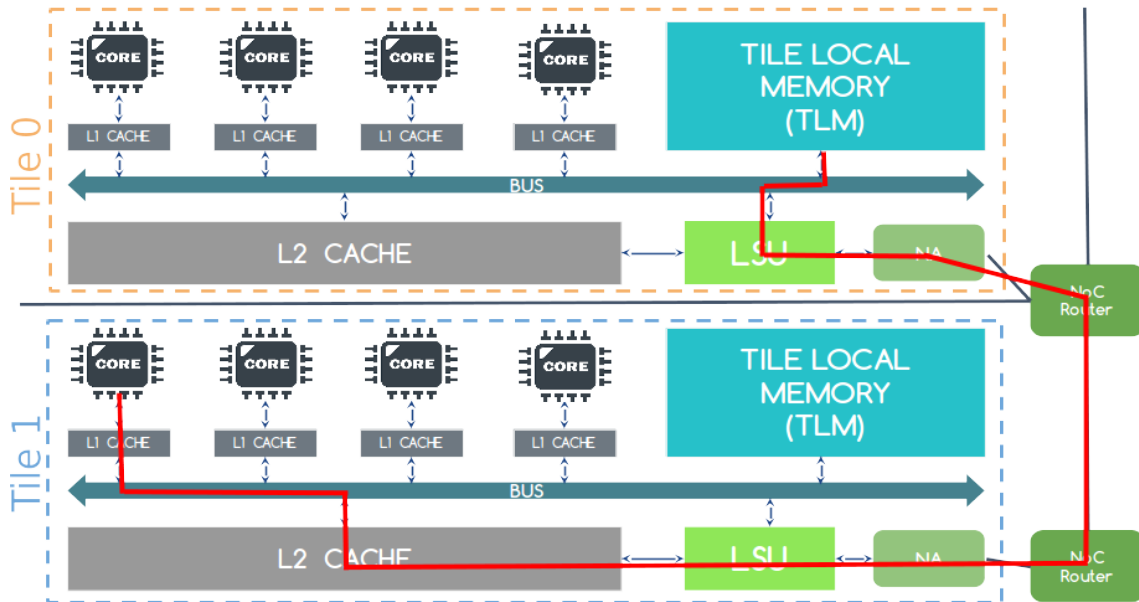 Tile 0
CORE
CORE
CORE
CORE
TILE LOCAL
MEMORY
(TLM)
L1 CACHE
L1 CACHE
L1 CACHE
L1 CACHE
BUS
L2 CACHE
LSU
NA
NoC
Router
Tile 1
CORE
CORE
CORE
CORE
TILE LOCAL
MEMORY
(TLM)
L1 CACHE
L1 CACHE
L1 CACHE
L1 CACHE
BUS
L2 CACHE
LSU
NA
NoC
Router